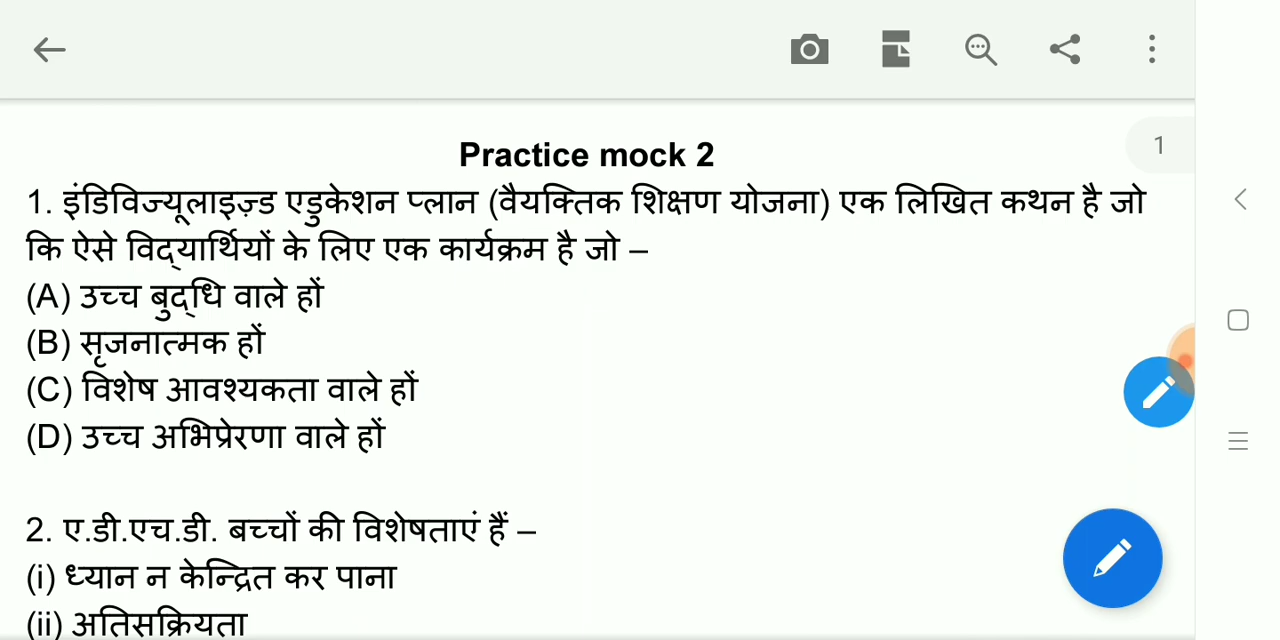 Practice mock 2
1
1. इंडिविज्यूलाइज़्ड एडुकेशन प्लान (वैयक्तिक शिक्षण योजना) एक लिखित कथन है जो
कि ऐसे विद्यार्थियों के लिए एक कार्यक्रम है जो –
(A) उच्च बुद्धि वाले हों
(B) सृजनात्मक हों
(C) विशेष आवश्यकता वाले हों
(D) उच्च अभिप्रेरणा वाले हों
2. ए.डी.एच.डी. बच्चों की विशेषताएं हैं –
(i) ध्यान न केन्द्रित कर पाना
(ii) अतिसक्रियता